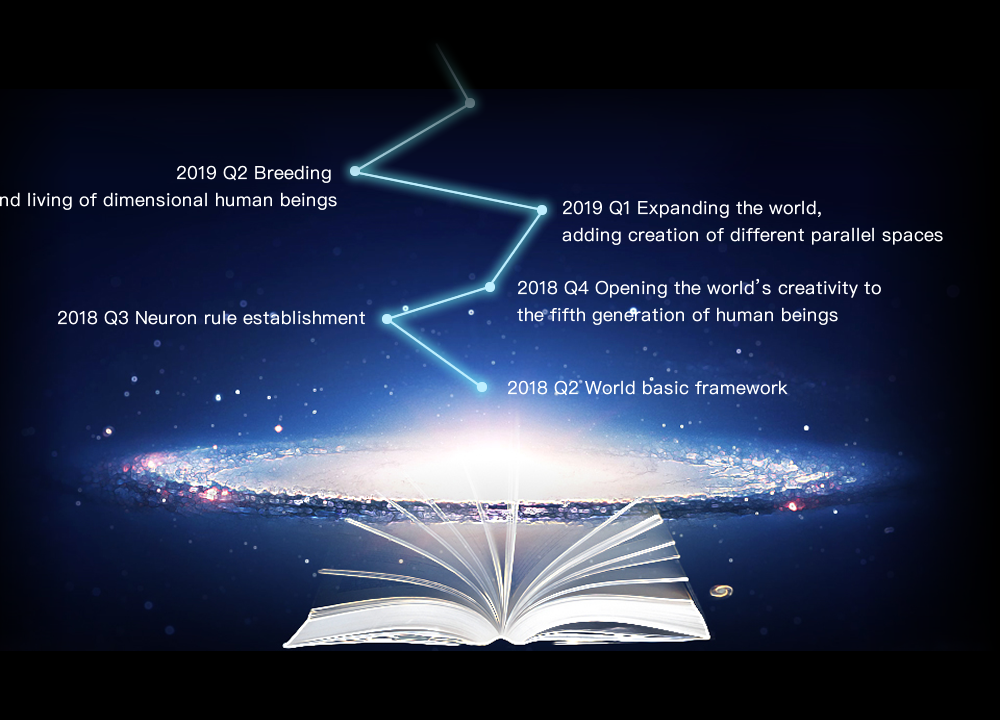 2019 Q2 Breeding
living of dimensional human beings
2019 Q1 Expanding the world,
adding creation of different parallel spaces
2018 Q4 Opening the world's creativity to
the fifth generation of human beings
2018 Q3 Neuron rule establishment
2018 Q2 World basic framework